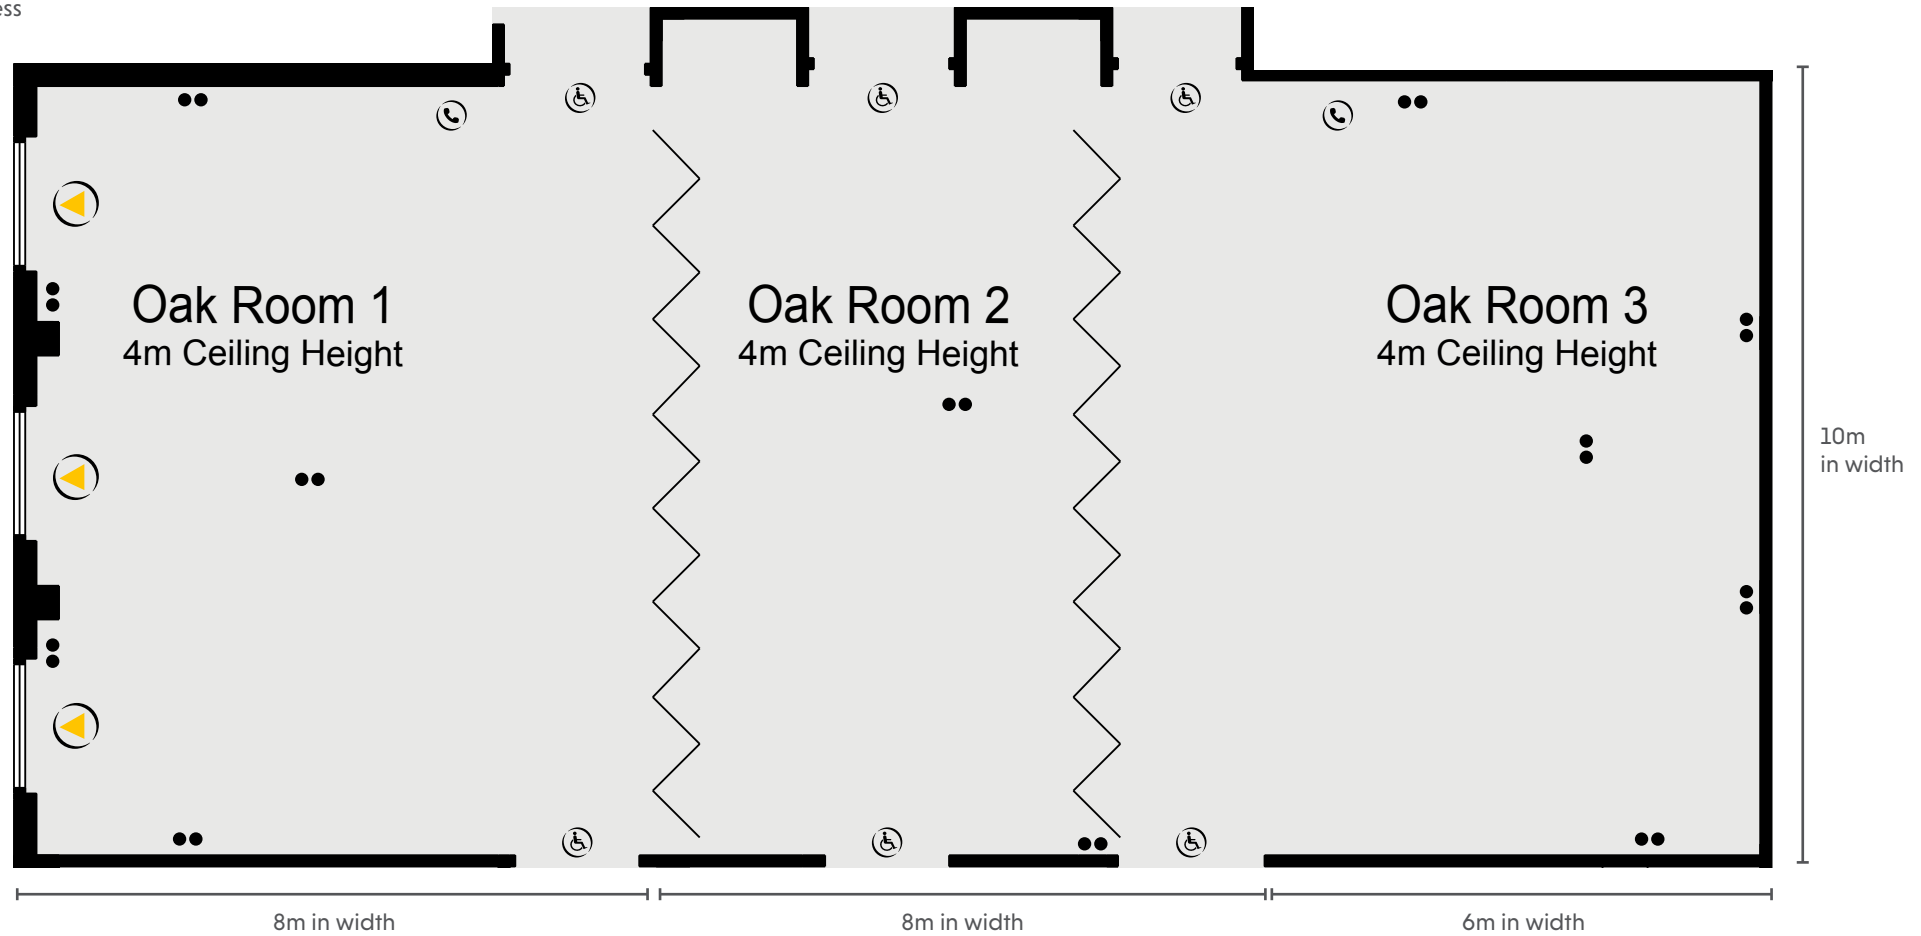 ess
Oak Room 1
4m Ceiling Height
Oak Room 2
4m Ceiling Height
Oak Room 3
4m Ceiling Height
10m
in width
8m in width
8m in width
6m in width